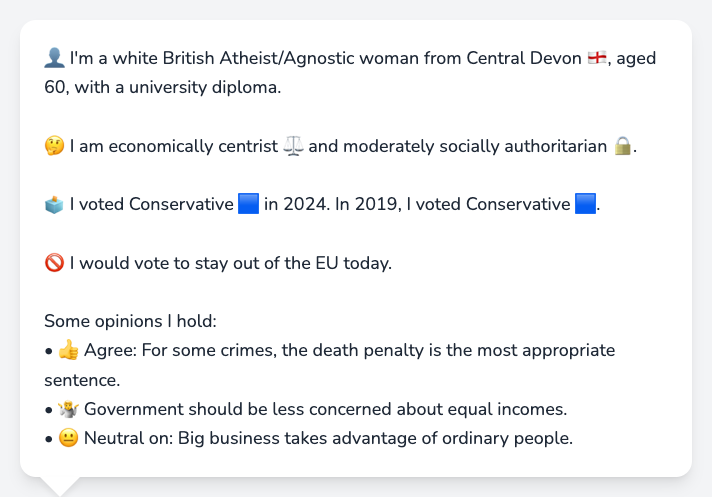 👤 I'm a white British Atheist/Agnostic woman from Central Devon 🏴󠁧󠁢󠁥󠁮󠁧󠁿, aged
60, with a university diploma.
🤔 I am economically centrist ⚖️ and moderately socially authoritarian 🔒.
🗳️ I voted Conservative 🟦 in 2024. In 2019, I voted Conservative 🟦.
🚫 I would vote to stay out of the EU today.
Some opinions I hold:
• 👍 Agree: For some crimes, the death penalty is the most appropriate
sentence.
• 🤷 Government should be less concerned about equal incomes.
• 😐 Neutral on: Big business takes advantage of ordinary people.